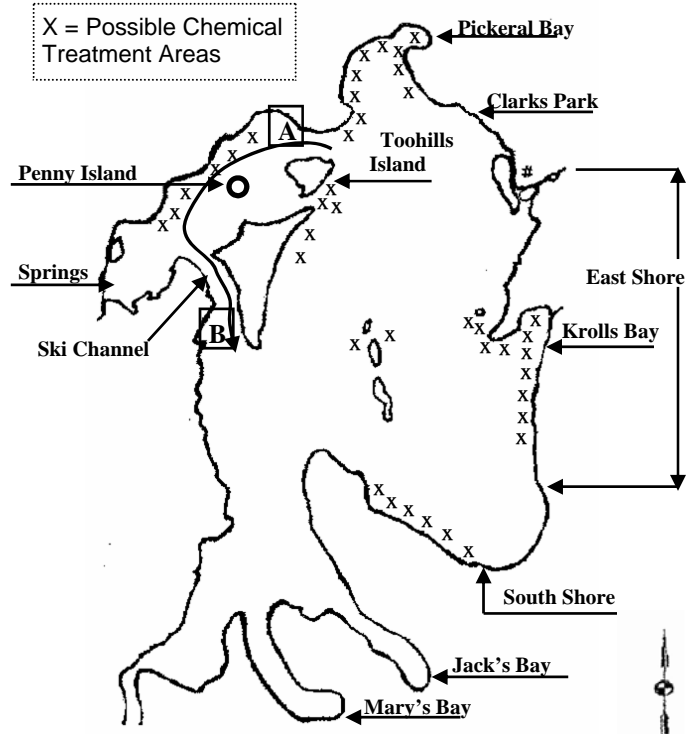 X = Possible Chemical
Treatment Areas
Pickeral Bay
x x x x
x x
x x
x x
x
x
x x
Clarks Park
A
x
x
x
Toohills
Island
#
Penny Island
x
x
x
x
x
x x
x
x
East Shore
Springs
Ski Channel
B
x
x
x x
x
x x
x
x
x
x
x
x
Krolls Bay
x
x
x
x
x
x
South Shore
Jack's Bay
Mary's Bay